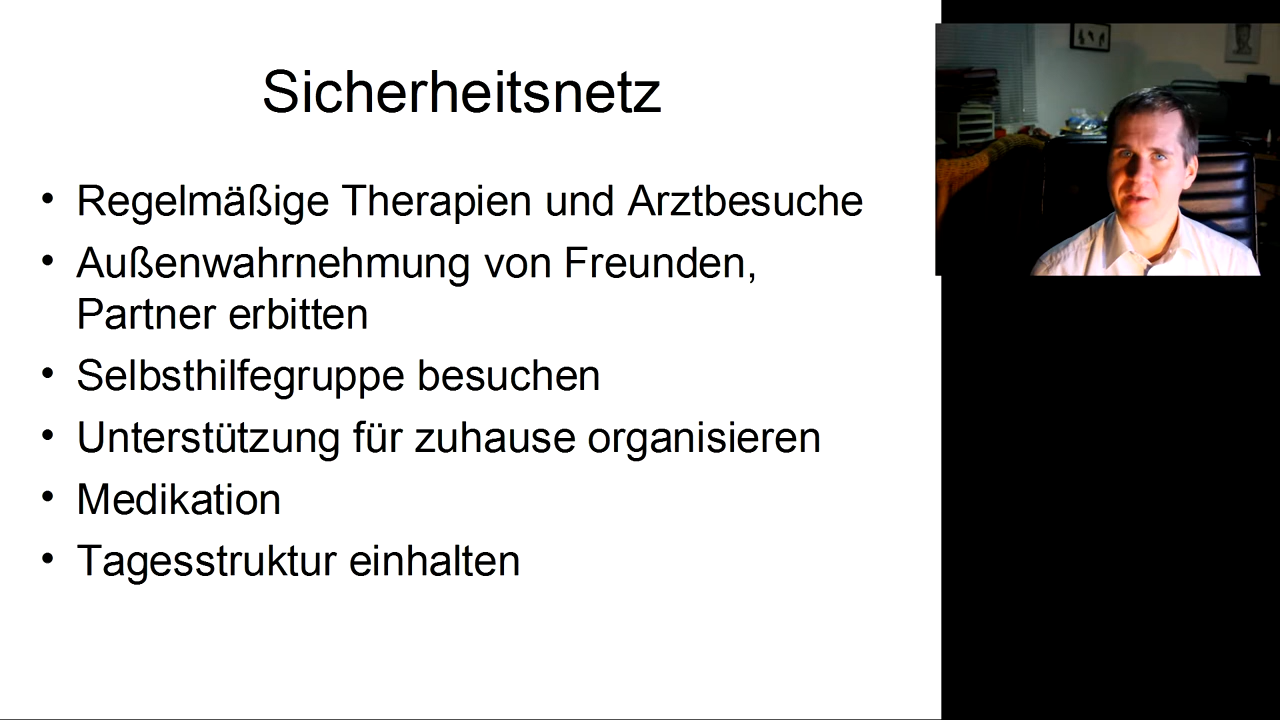 Sicherheitsnetz
• Regelmäßige Therapien und Arztbesuche
• Außenwahrnehmung von Freunden,
Partner erbitten
• Selbsthilfegruppe besuchen
• Unterstützung für zuhause organisieren
• Medikation
• Tagesstruktur einhalten